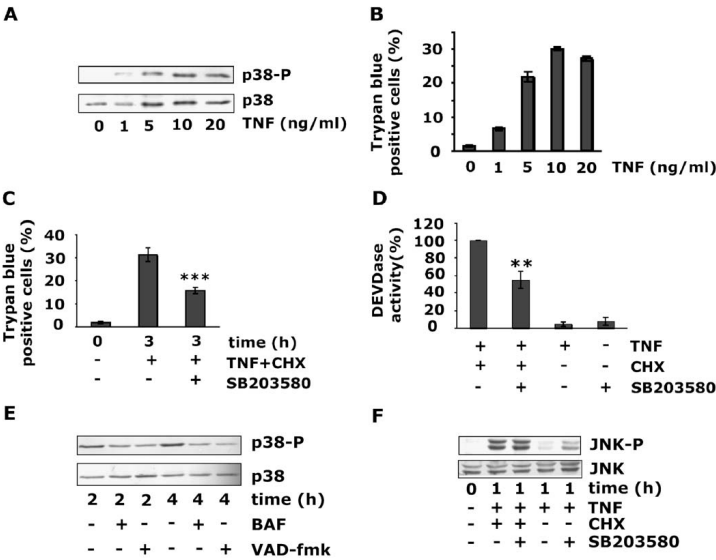 A
p38-P
p38
0 1 5 10 20 TNF (ng/ml)
B
Trypan blue
positive cells (%)
30
20
10
0
0 1 5 10 20 TNF (ng/ml)
C
Trypan blue
positive cells (%)
40
30
20
10
0
***
0 3 3 time (h)
- + + TNF+CHX
- - + SB203580
D
DEVDase
activity(%)
120
100
80
60
40
20
0
**
+ + + - TNF
+ + - - CHX
- + - + SB203580
E
p38-P
p38
2 2 2 4 4 4 time (h)
- + - - + - BAF
- - + - - + VAD-fmk
F
JNK-P
JNK
0 1 1 1 1 time (h)
- + + + + TNF
- + + - - CHX
- - + - + SB203580